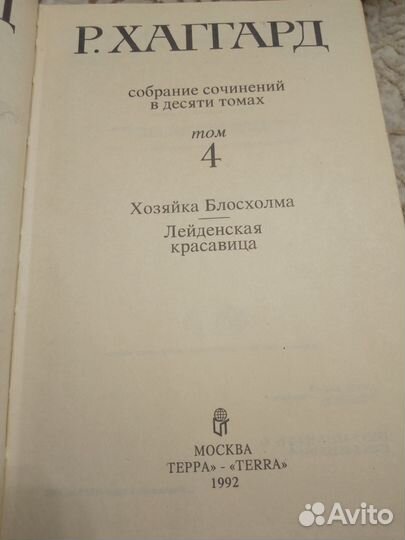 Р. ХАГГАРД
собрание сочинений
в десяти томах
том
4
Хозяйка Блосхолма
Лейденская
красавица
МОСКВА
ТЕРРА» - «TERRA»
1992
Avito